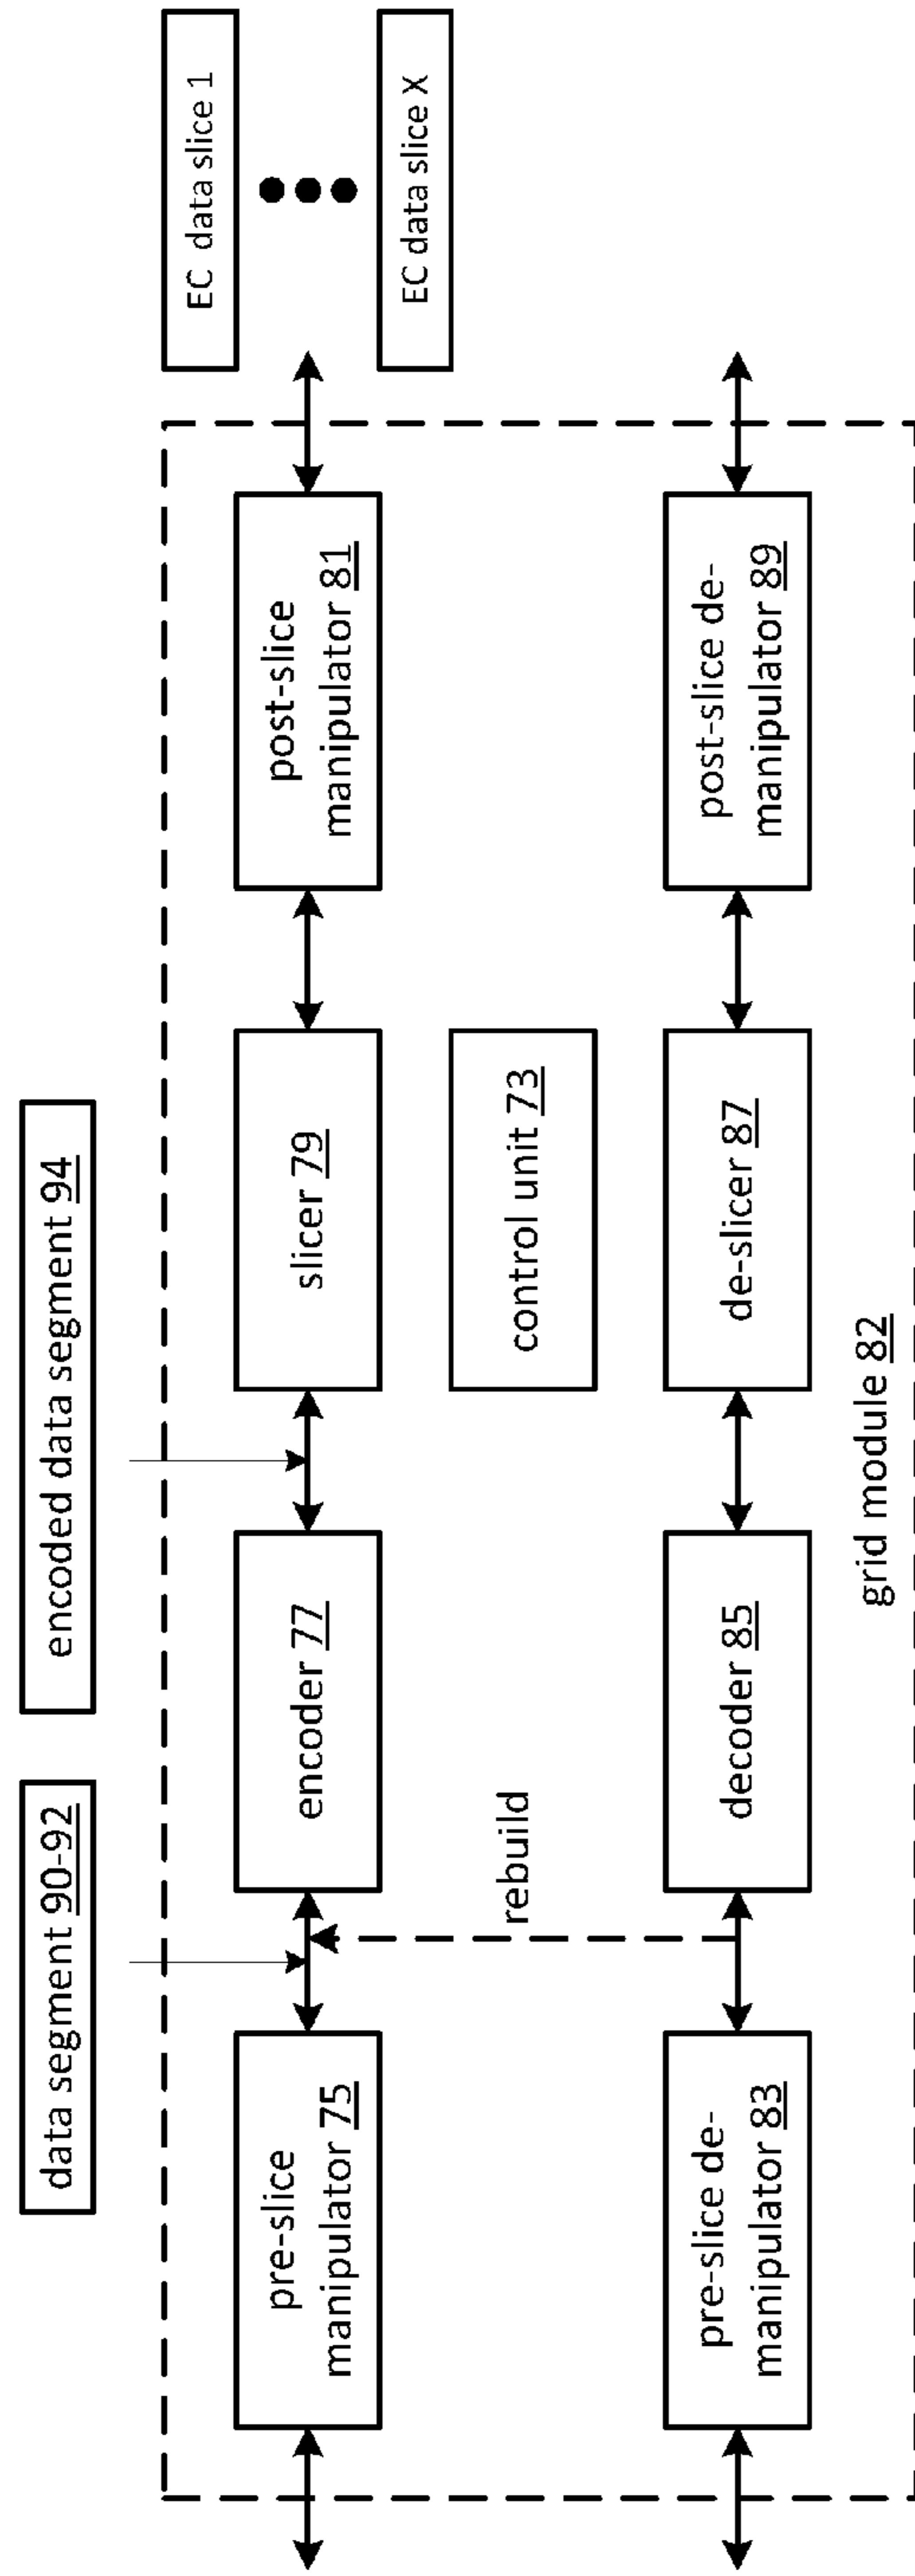 data segment 90-92
encoded data segment 94
pre-slice
manipulator 75
encoder 77
slicer 79
post-slice
manipulator 81
EC data slice 1
EC data slice X
rebuild
control unit 73
pre-slice de-
manipulator 83
decoder 85
de-slicer 87
post-slice de-
manipulator 89
grid module 82